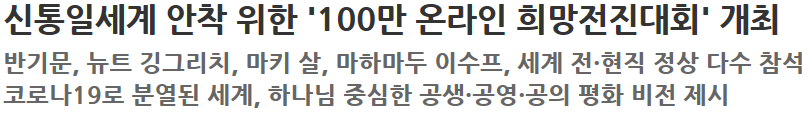 신통일세계 안착 위한 '100만 온라인 희망전진대회' 개최
반기문, 뉴트 깅그리치, 마키 살, 마하마두 이수프, 세계 전·현직 정상 다수 참석
코로나19로 분열된 세계, 하나님 중심한 공생·공영·공의 평화 비전 제시